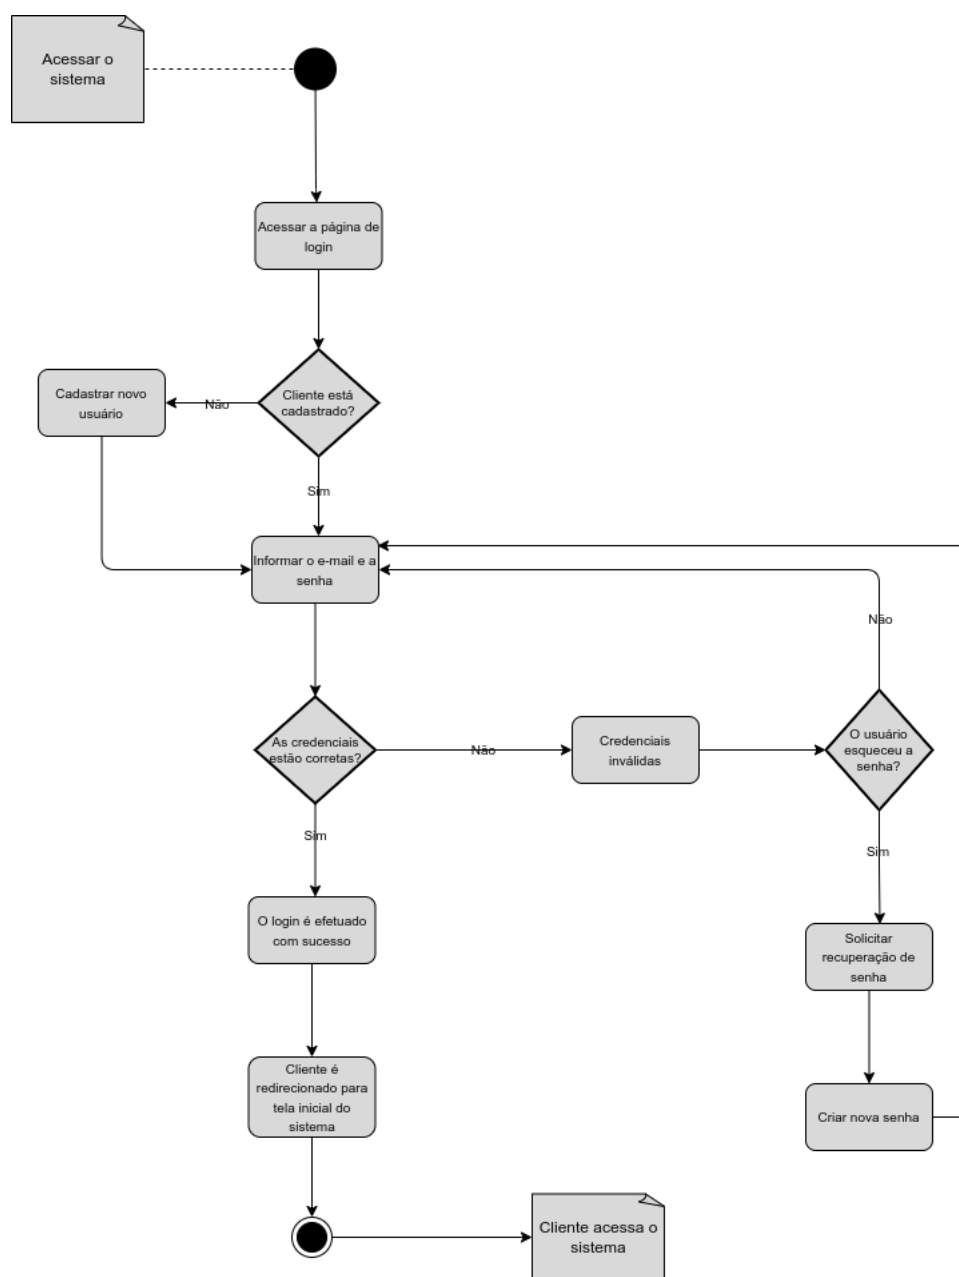 Acessar o
sistema
Acessar a página de
login
Cliente está
cadastrado?
Não
Cadastrar novo
usuário
Sim
Informar o e-mail e a
senha
Não
As credenciais
estão corretas?
Não
Credenciais
inválidas
O usuário
esqueceu a
senha?
Sim
Sim
O login é efetuado
com sucesso
Solicitar
recuperação de
senha
Cliente é
redirecionado para
tela inicial do
sistema
Criar nova senha
Cliente acessa o
sistema